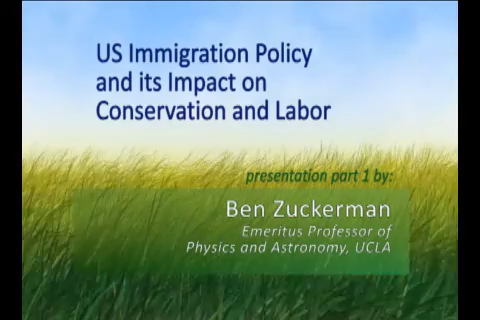 US Immigration Policy
and its Impact on
Conservation and Labor
presentation part 1 by:
Ben Zuckerman
Emeritus Professor of
Physics and Astronomy, UCLA